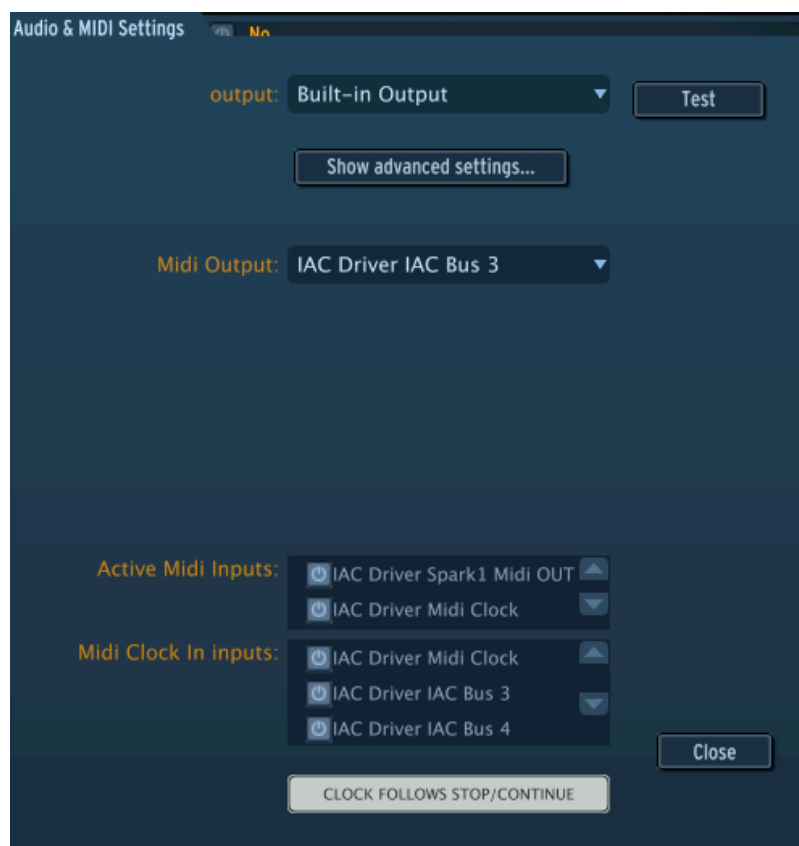 Audio & MIDI Settings
No
output: Built-in Output Test
Show advanced settings...
Midi Output: IAC Driver IAC Bus 3
Active Midi Inputs: IAC Driver Spark1 Midi OUT
IAC Driver Midi Clock
Midi Clock In inputs: IAC Driver Midi Clock
IAC Driver IAC Bus 3
IAC Driver IAC Bus 4
Close
CLOCK FOLLOWS STOP/CONTINUE